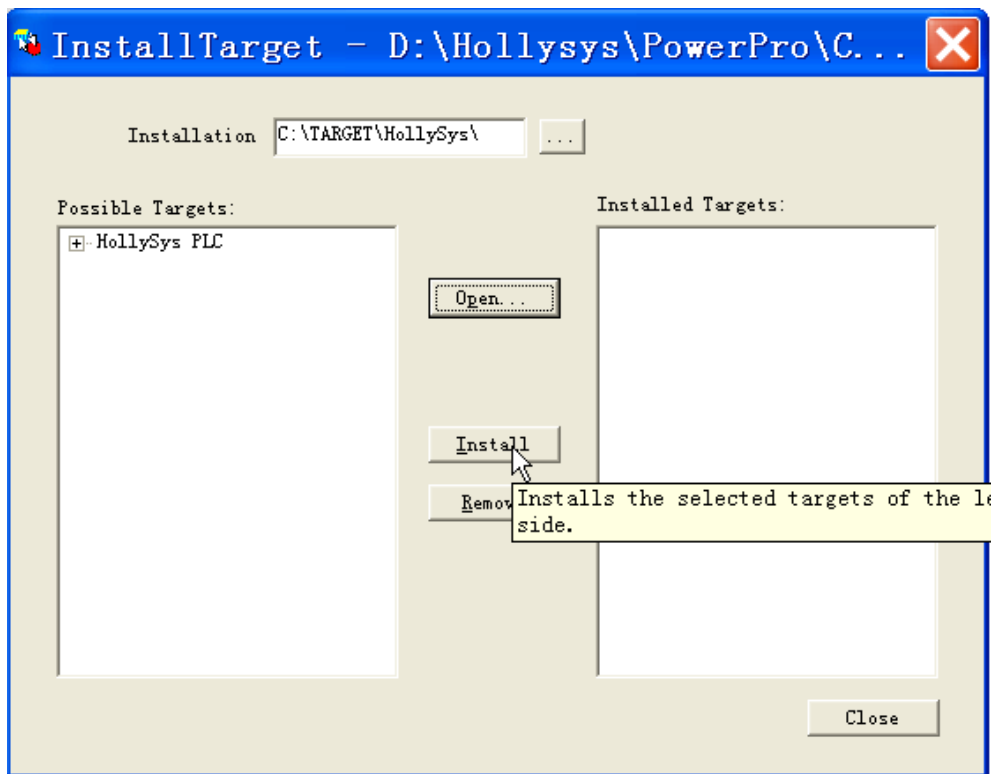 InstallTarget - D:\Hollysys\PowerPro\C...
Installation C:\TARGET\HollySys\ ...
Possible Targets:
Installed Targets:
HollySys PLC
Open...
Install
Installs the selected targets of the
side.
Close